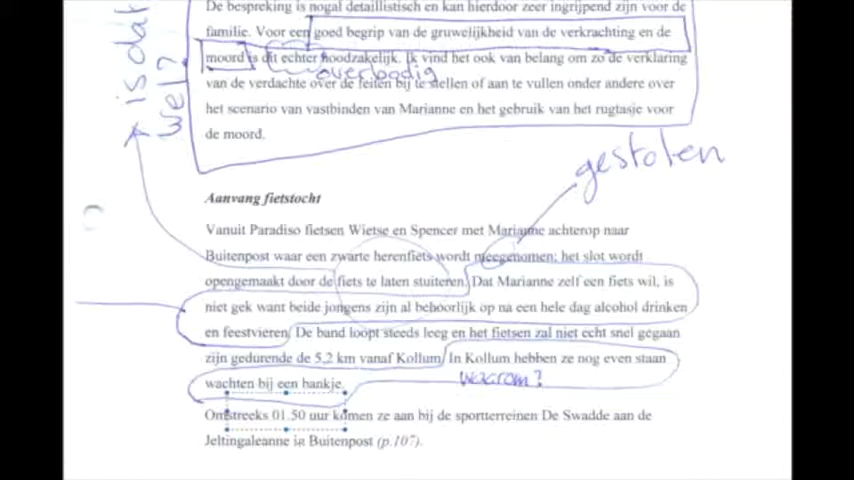 De bespreking is nogal detaillistisch en kan hierdoor zeer ingrijpend zijn voor de
familie. Voor een goed begrip van de gruwelijkheid van de verkrachting en de
moord is dit echter noodzakelijk. Ik vind het ook van belang om zo de verklaring
overbodig
van de verdachte over de feiten bij te stellen of aan te vullen onder andere over
het scenario van vastbinden van Marianne en het gebruik van het rugtasje voor
de moord.
is dat
wel?
gestolen
Aanvang fietstocht
Vanuit Paradiso fietsen Wietse en Spencer met Marianne achterop naar
Buitenpost waar een zwarte herenfiets wordt meegenomen; het slot wordt
opengemaakt door de fiets te laten stuiteren. Dat Marianne zelf een fiets wil, is
niet gek want beide jongens zijn al behoorlijk op na een hele dag alcohol drinken
en feestvieren. De band loopt steeds leeg en het fietsen zal niet echt snel gegaan
zijn gedurende de 5,2 km vanaf Kollum. In Kollum hebben ze nog even staan
wachten bij een bankje.
waarom?
Omstreeks 01.50 uur komen ze aan bij de sportterreinen De Swadde aan de
Jeltingaleanne in Buitenpost (p.107).